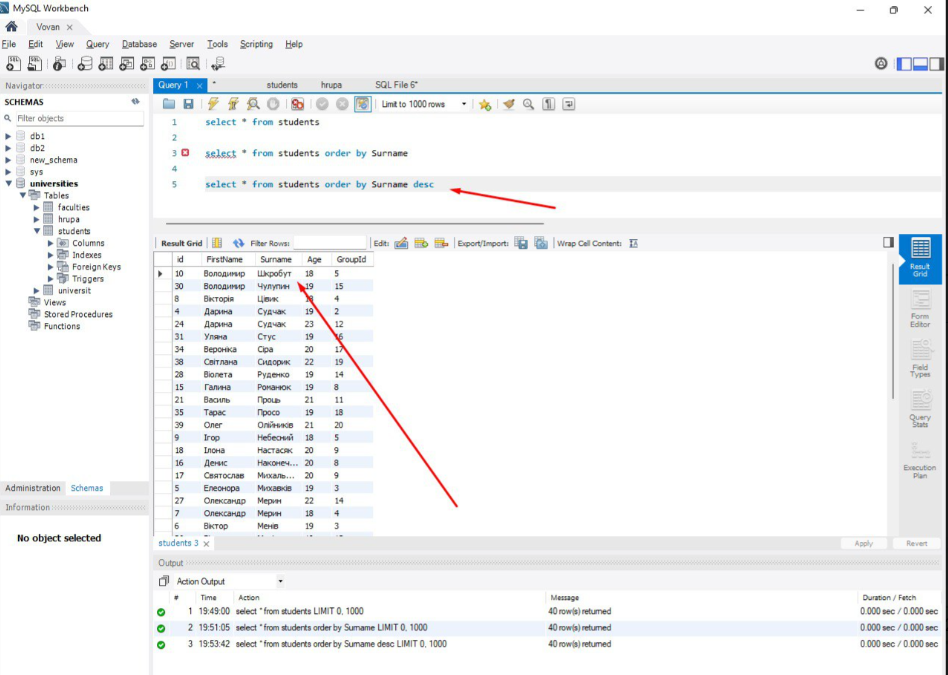 MySQL Workbench
Vovan
File Edit View Query Database Server Tools Scripting Help
Navigator
SCHEMAS
Filter objects
db1
db2
new_schema
sys
universities
Tables
faculties
hrupa
students
Columns
Indexes
Foreign Keys
Triggers
universit
Views
Stored Procedures
Functions
Administration Schemas
Information
No object selected
Query 1 students hrupa SQL File 6*
Limit to 1000 rows
1 select * from students
2
3 select * from students order by Surname
4
5 select * from students order by Surname desc
Result Grid Filter Rows: Edit: Export/Import: Wrap Cell Content:
id FirstName Surname Age GroupId
10 Володимир Шкробут 18 5
30 Володимир Чулупин 19 15
8 Вікторія Цівик 18 4
4 Дарина Судчак 19 2
24 Дарина Судчак 23 12
31 Уляна Стус 19 16
34 Вероніка Сіра 20 17
38 Світлана Сидорик 22 19
28 Віолета Руденко 19 14
15 Галина Романюк 19 8
21 Василь Проць 21 11
35 Тарас Просо 19 18
39 Олег Олійників 21 20
9 Ігор Небесний 18 5
18 Ілона Настасяк 20 9
16 Денис Наконеч... 20 8
17 Святослав Михаль... 20 9
5 Елеонора Михавків 19 3
27 Олександр Мерин 22 14
7 Олександр Мерин 18 4
6 Віктор Менів 19 3
students 3
Apply Revert
Result Grid
Form Editor
Field Types
Query Stats
Execution Plan
Output
Action Output
# Time Action Message Duration / Fetch
1 19:49:00 select * from students LIMIT 0, 1000 40 row(s) returned 0.000 sec / 0.000 sec
2 19:51:05 select * from students order by Surname LIMIT 0, 1000 40 row(s) returned 0.000 sec / 0.000 sec
3 19:53:42 select * from students order by Surname desc LIMIT 0, 1000 40 row(s) returned 0.000 sec / 0.000 sec